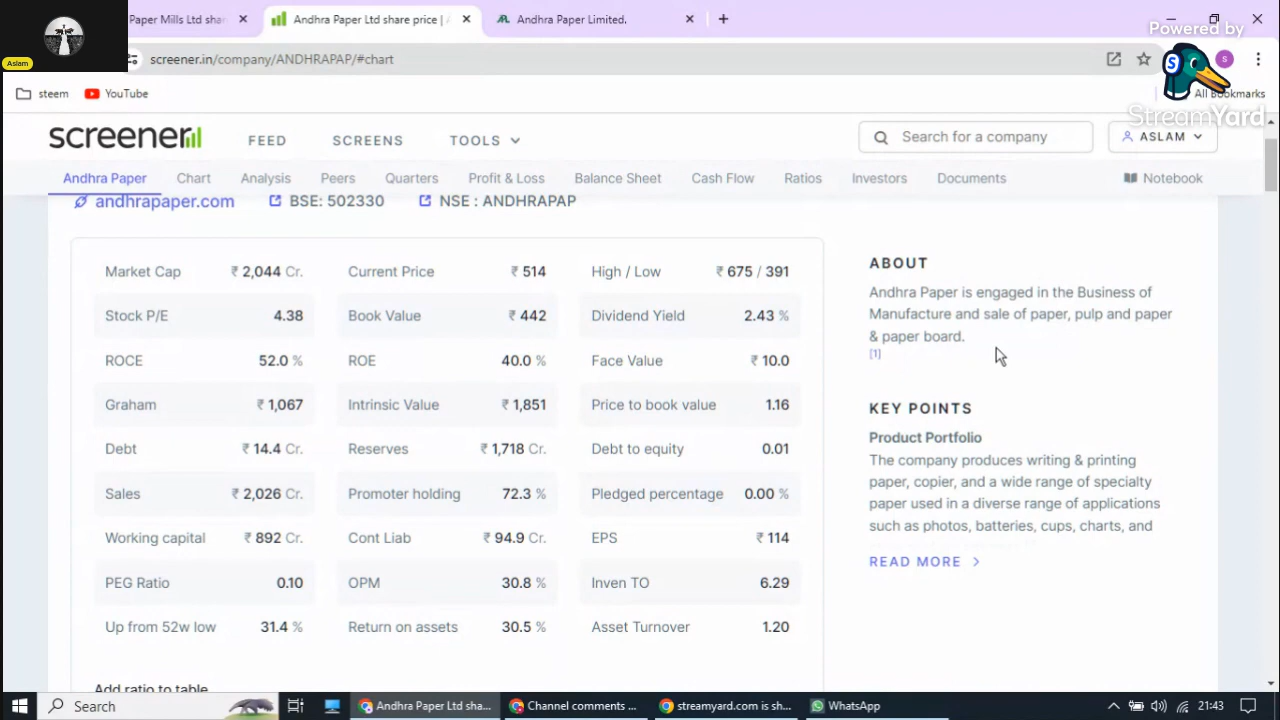 Paper Mills Ltd shar
Andhra Paper Ltd share price |
Andhra Paper Limited.
Powered by
Aslam
screener.in/company/ANDHRAPAP/#chart
S
S
steem
YouTube
All Bookmarks
StreamYard
screener
FEED
SCREENS
TOOLS
Search for a company
ASLAM
Andhra Paper
Chart
Analysis
Peers
Quarters
Profit & Loss
Balance Sheet
Cash Flow
Ratios
Investors
Documents
Notebook
andhrapaper.com
BSE: 502330
NSE : ANDHRAPAP
Market Cap ₹ 2,044 Cr.
Current Price ₹ 514
High / Low ₹ 675 / 391
Stock P/E 4.38
Book Value ₹ 442
Dividend Yield 2.43 %
ROCE 52.0 %
ROE 40.0 %
Face Value ₹ 10.0
Graham ₹ 1,067
Intrinsic Value ₹ 1,851
Price to book value 1.16
Debt ₹ 14.4 Cr.
Reserves ₹ 1,718 Cr.
Debt to equity 0.01
Sales ₹ 2,026 Cr.
Promoter holding 72.3 %
Pledged percentage 0.00 %
Working capital ₹ 892 Cr.
Cont Liab ₹ 94.9 Cr.
EPS ₹ 114
PEG Ratio 0.10
OPM 30.8 %
Inven TO 6.29
Up from 52w low 31.4 %
Return on assets 30.5 %
Asset Turnover 1.20
Add ratio to table
ABOUT
Andhra Paper is engaged in the Business of
Manufacture and sale of paper, pulp and paper
& paper board.
[1]
KEY POINTS
Product Portfolio
The company produces writing & printing
paper, copier, and a wide range of specialty
paper used in a diverse range of applications
such as photos, batteries, cups, charts, and
READ MORE
Search
Andhra Paper Ltd sha...
Channel comments ...
streamyard.com is sh...
WhatsApp
21:43